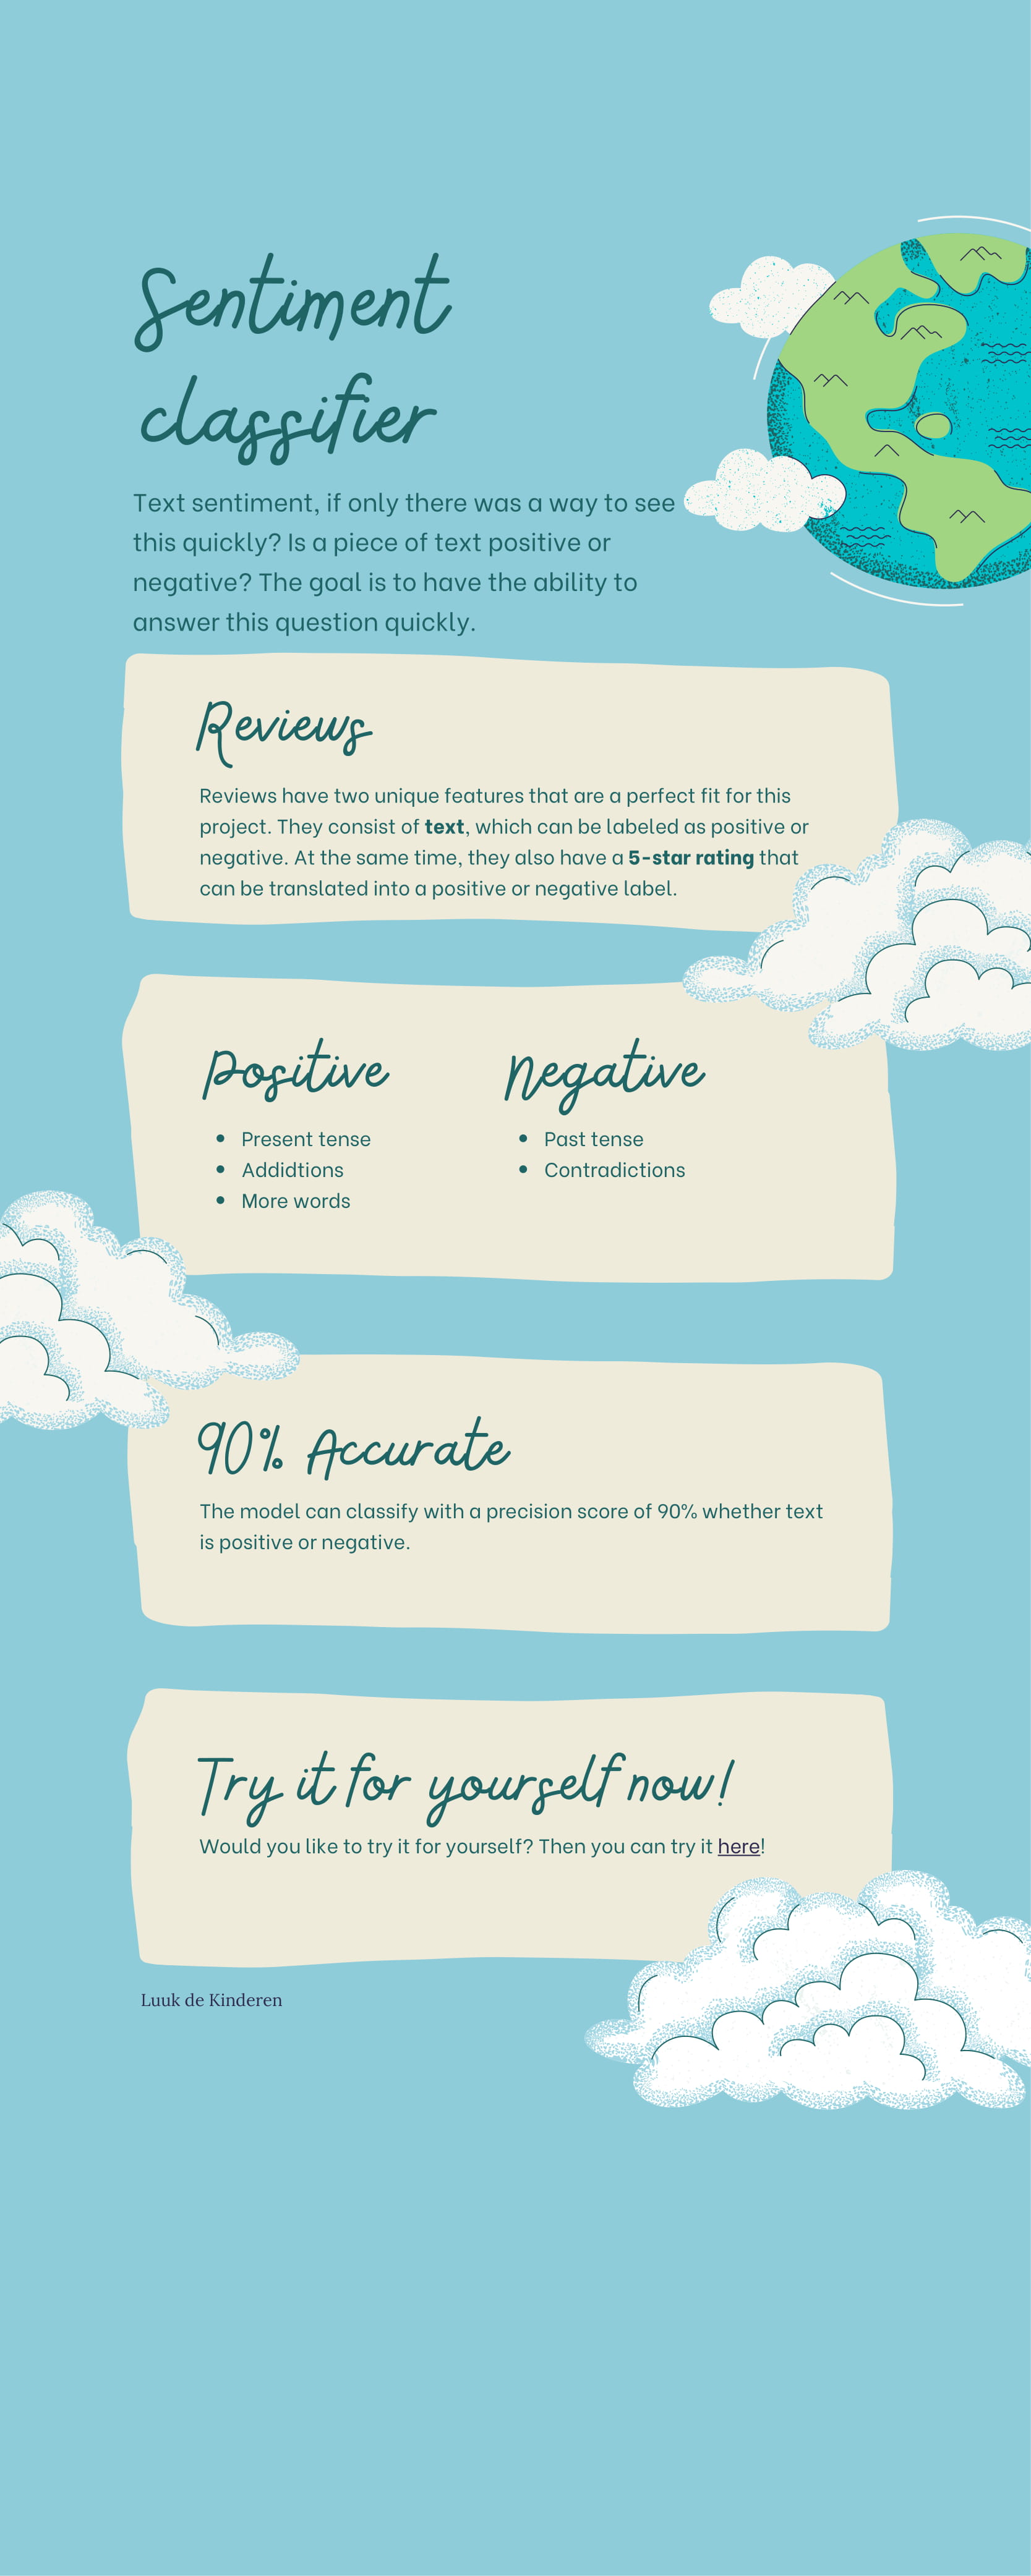 Sentiment
classifier
Text sentiment, if only there was a way to see
this quickly? Is a piece of text positive or
negative? The goal is to have the ability to
answer this question quickly.
Reviews
Reviews have two unique features that are a perfect fit for this
project. They consist of text, which can be labeled as positive or
negative. At the same time, they also have a 5-star rating that
can be translated into a positive or negative label.
Positive
• Present tense
• Addidtions
• More words
Negative
• Past tense
• Contradictions
90% Accurate
The model can classify with a precision score of 90% whether text
is positive or negative.
Try it for yourself now!
Would you like to try it for yourself? Then you can try it here!
Luuk de Kinderen